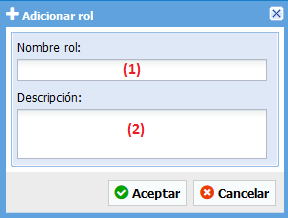 Adicionar rol
Nombre rol:
(1)
Descripción:
(2)
Aceptar Cancelar